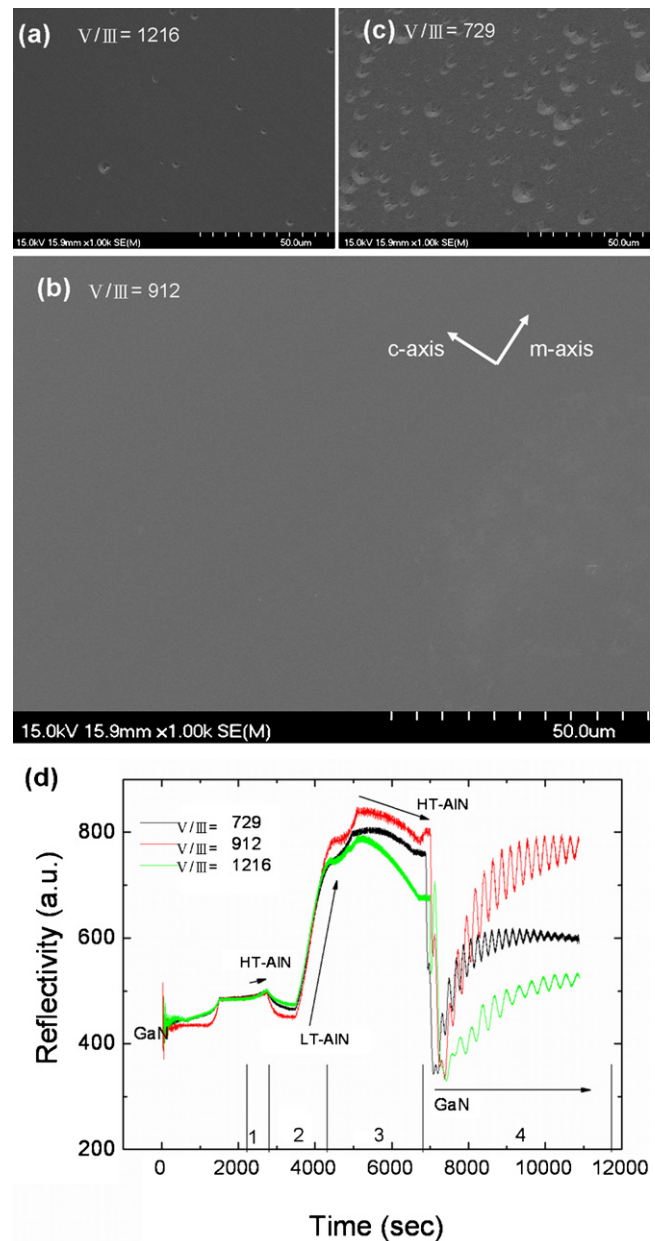 (a) Ⅴ/Ⅲ = 1216
15.0kV 15.9mm x1.00k SE(M) 50.0um
(c) Ⅴ/Ⅲ = 729
15.0kV 15.9mm x1.00k SE(M) 50.0um
(b) Ⅴ/Ⅲ = 912
c-axis m-axis
15.0kV 15.9mm x1.00k SE(M) 50.0um
(d)
Ⅴ/Ⅲ= 729
Ⅴ/Ⅲ= 912
Ⅴ/Ⅲ= 1216
HT-AlN
HT-AlN
LT-AlN
GaN
GaN
1 2 3 4
Reflectivity (a.u.)
800
600
400
200
0 2000 4000 6000 8000 10000 12000
Time (sec)